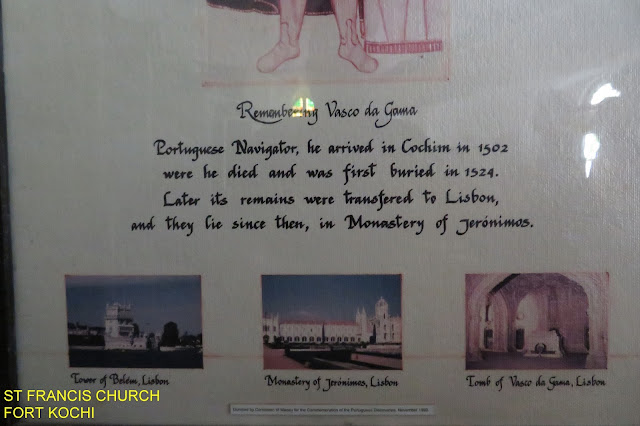 Remembering Vasco da Gama
Portuguese Navigator, he arrived in Cochim in 1502
were he died and was first buried in 1524.
Later its remains were transfered to Lisbon,
and they lie since then, in Monastery of Jerónimos.
Tower of Belém, Lisbon
Monastery of Jerónimos, Lisbon
Tomb of Vasco da Gama, Lisbon
ST FRANCIS CHURCH
FORT KOCHI